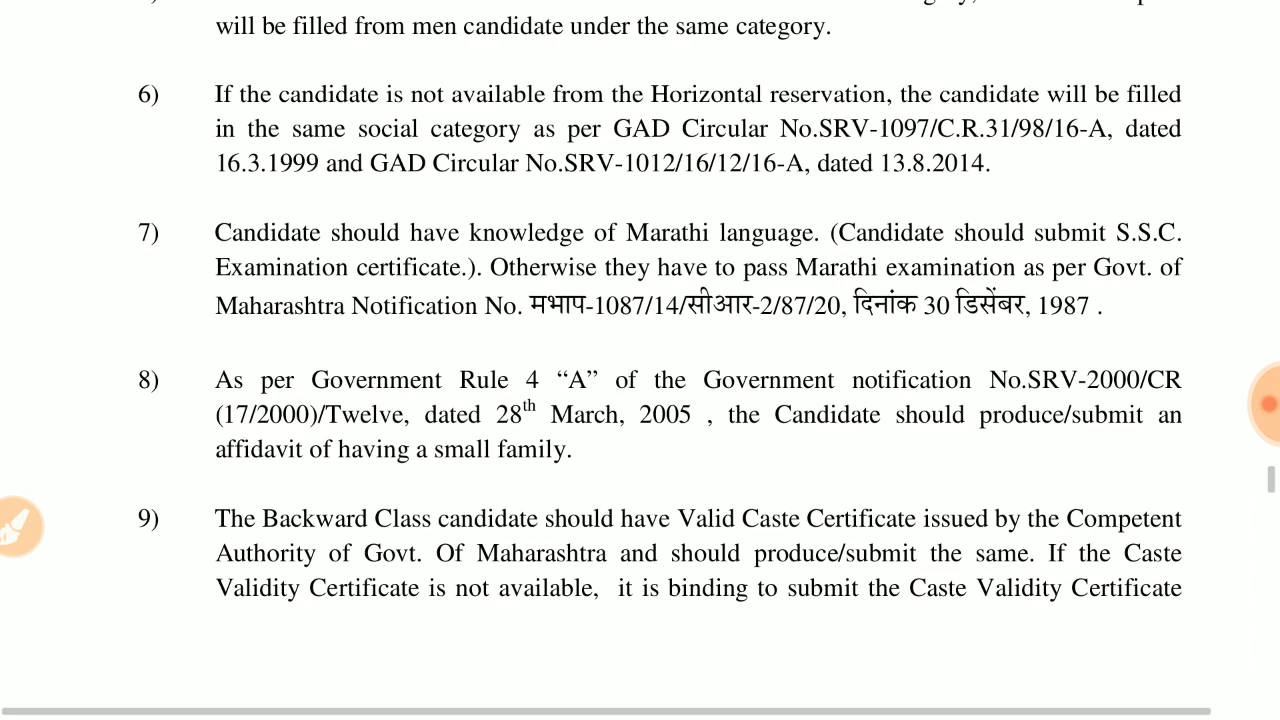 will be filled from men candidate under the same category.
6) If the candidate is not available from the Horizontal reservation, the candidate will be filled
in the same social category as per GAD Circular No.SRV-1097/C.R.31/98/16-A, dated
16.3.1999 and GAD Circular No.SRV-1012/16/12/16-A, dated 13.8.2014.
7) Candidate should have knowledge of Marathi language. (Candidate should submit S.S.C.
Examination certificate.). Otherwise they have to pass Marathi examination as per Govt. of
Maharashtra Notification No. मभाप-1087/14/सीआर-2/87/20, दिनांक 30 डिसेंबर, 1987 .
8) As per Government Rule 4 “A” of the Government notification No.SRV-2000/CR
(17/2000)/Twelve, dated 28th March, 2005 , the Candidate should produce/submit an
affidavit of having a small family.
9) The Backward Class candidate should have Valid Caste Certificate issued by the Competent
Authority of Govt. Of Maharashtra and should produce/submit the same. If the Caste
Validity Certificate is not available,  it is binding to submit the Caste Validity Certificate